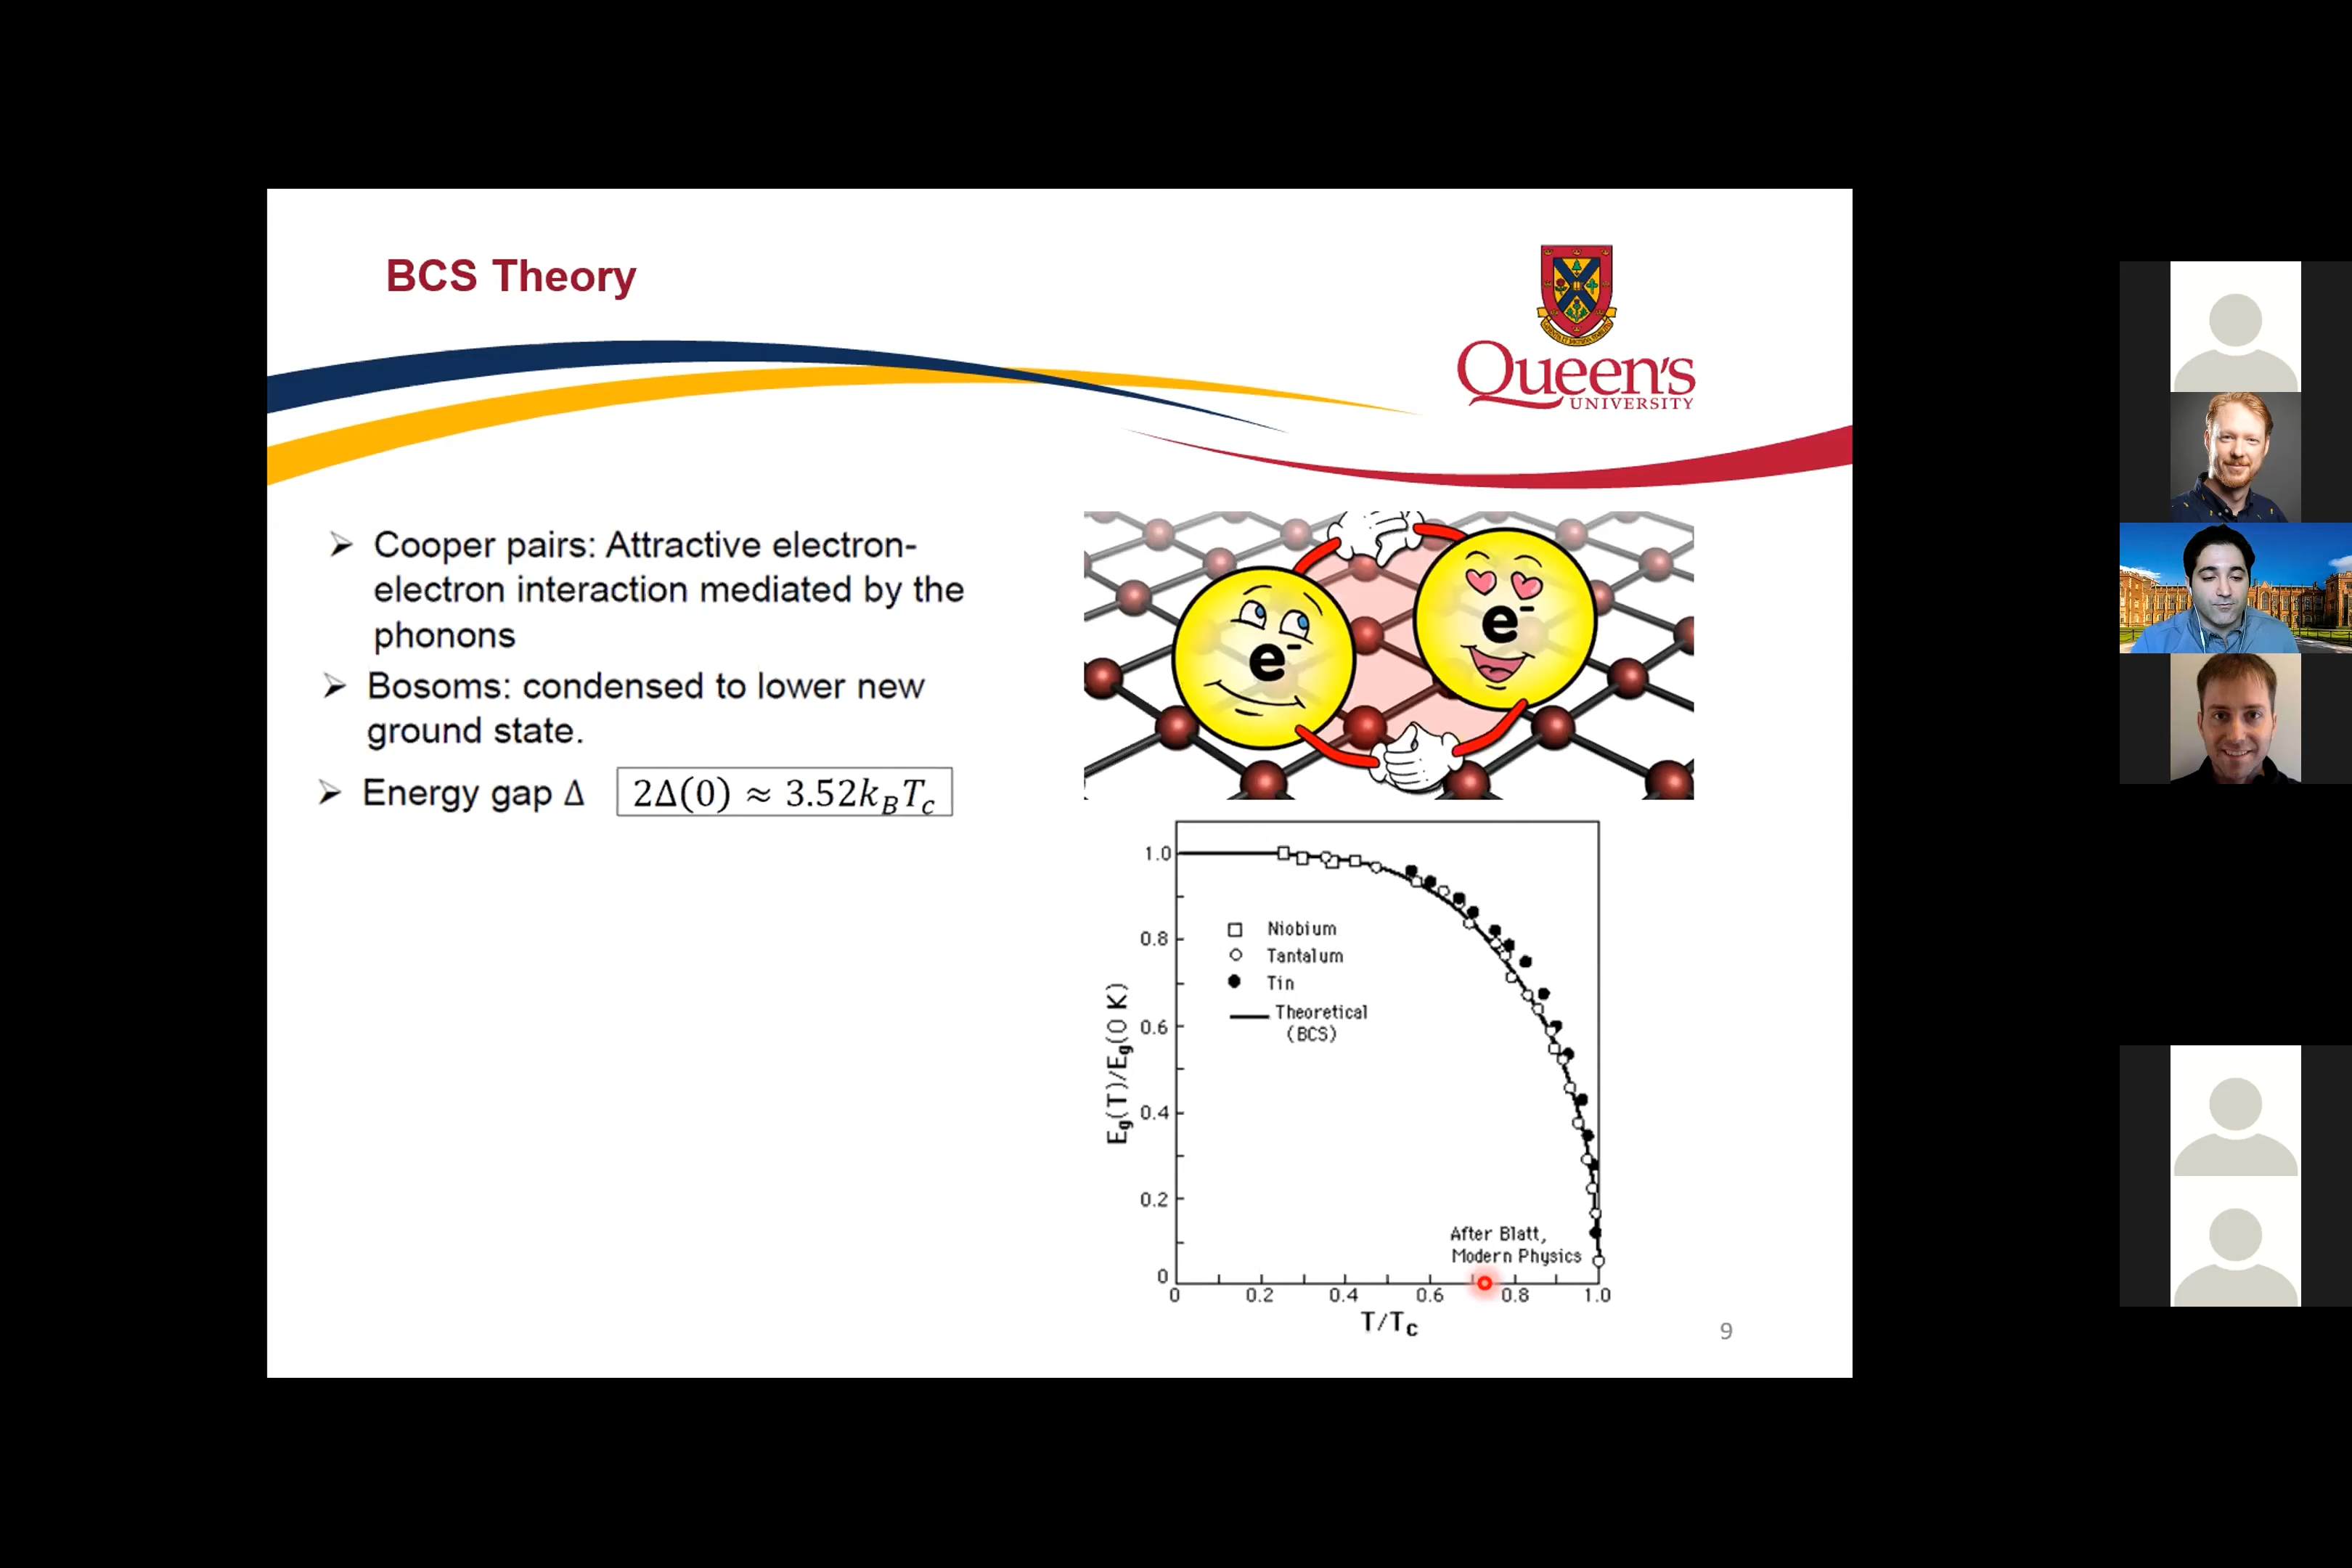 BCS Theory
Queen's
UNIVERSITY
➢ Cooper pairs: Attractive electron-
electron interaction mediated by the
phonons
➢ Bosoms: condensed to lower new
ground state.
➢ Energy gap Δ 2Δ(0) ≈ 3.52k_BT_c
e⁻
e⁻
1.0
0.8
0.6
0.4
0.2
0
E_g(T)/E_g(0 K)
Niobium
Tantalum
Tin
Theoretical
(BCS)
After Blatt,
Modern Physics
0 0.2 0.4 0.6 0.8 1.0
T/T_c
9